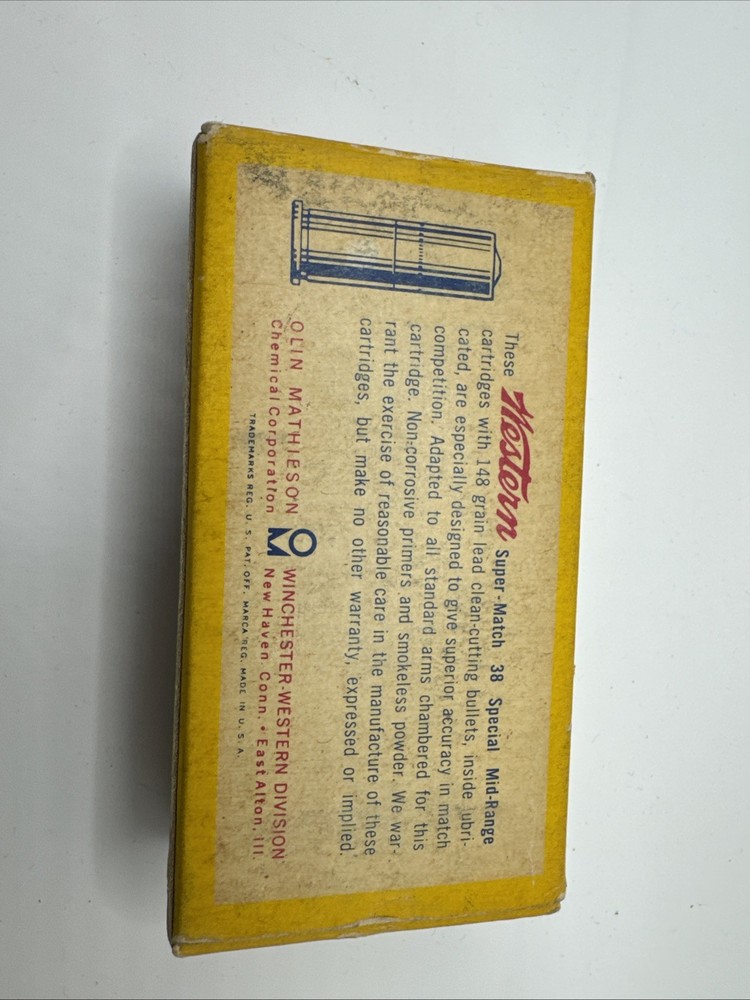 These Western Super-Match 38 Special Mid-Range
cartridges with 148 grain lead clean-cutting bullets, inside lubri-
cated, are especially designed to give superior accuracy in match
competition. Adapted to all standard arms chambered for this
cartridge. Non-corrosive primers and smokeless powder. We war-
rant the exercise of reasonable care in the manufacture of these
cartridges, but make no other warranty, expressed or implied.
OLIN MATHIESON OM WINCHESTER-WESTERN DIVISION
Chemical Corporation New Haven, Conn. • East Alton, Ill.
TRADEMARKS REG. U. S. PAT. OFF. MARCA REG. MADE IN U. S. A.